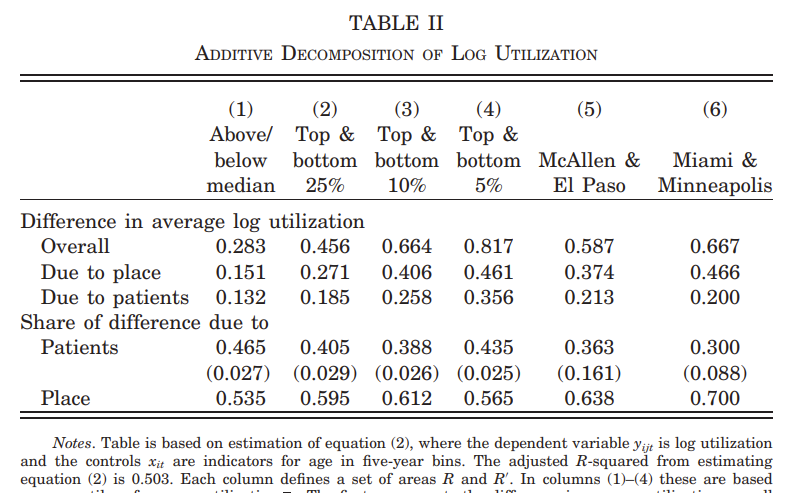 TABLE II
ADDITIVE DECOMPOSITION OF LOG UTILIZATION
(1) (2) (3) (4) (5) (6)
Above/ Top & Top & Top &
below bottom bottom bottom McAllen & Miami &
median 25% 10% 5% El Paso Minneapolis
Difference in average log utilization
Overall 0.283 0.456 0.664 0.817 0.587 0.667
Due to place 0.151 0.271 0.406 0.461 0.374 0.466
Due to patients 0.132 0.185 0.258 0.356 0.213 0.200
Share of difference due to
Patients 0.465 0.405 0.388 0.435 0.363 0.300
(0.027) (0.029) (0.026) (0.025) (0.161) (0.088)
Place 0.535 0.595 0.612 0.565 0.638 0.700
Notes. Table is based on estimation of equation (2), where the dependent variable yijt is log utilization
and the controls xit are indicators for age in five-year bins. The adjusted R-squared from estimating
equation (2) is 0.503. Each column defines a set of areas R and R′. In columns (1)–(4) these are based